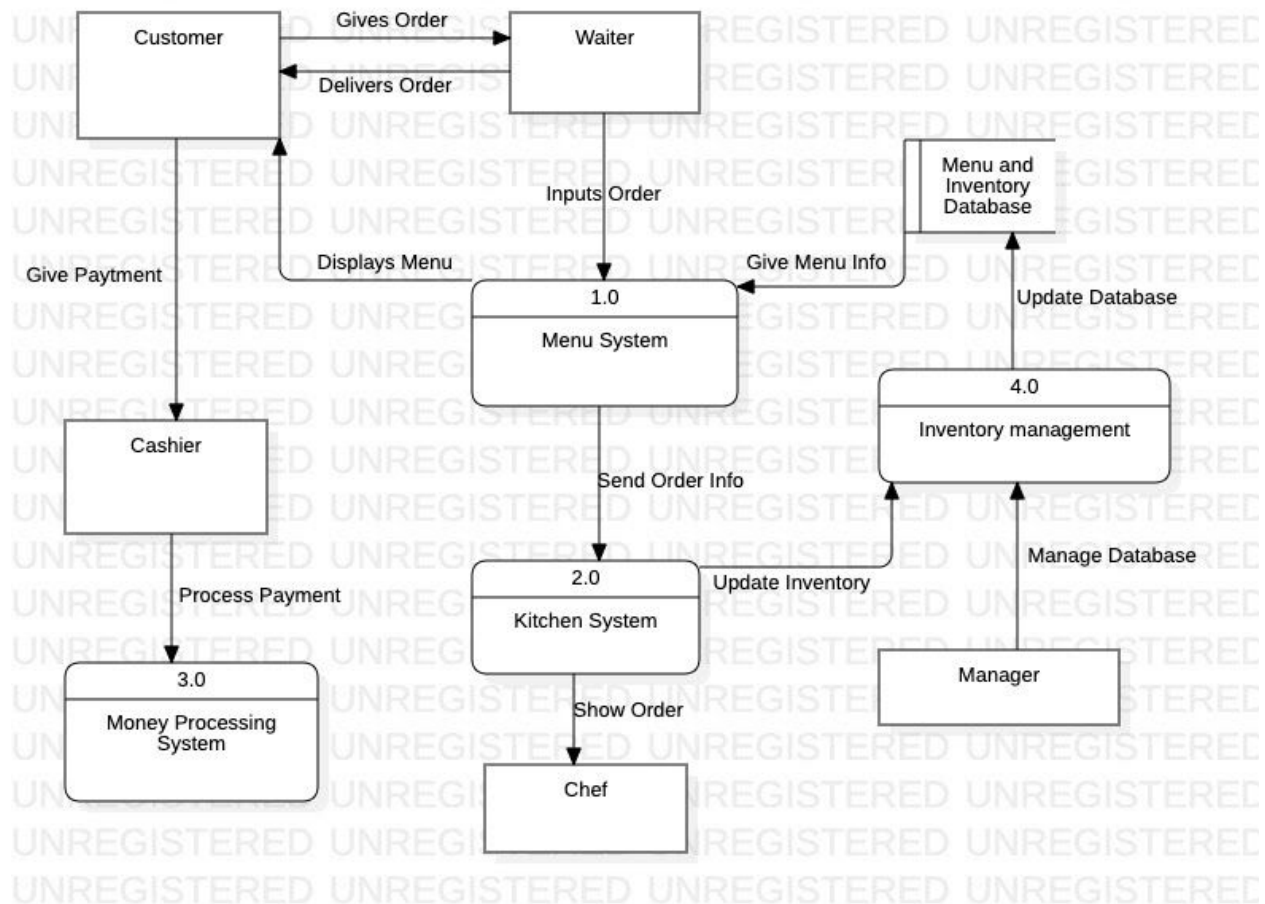 Gives Order
Customer
Waiter
Delivers Order
Menu and
Inventory
Database
Inputs Order
Displays Menu
Give Menu Info
Give Paytment
1.0
Update Database
Menu System
4.0
Cashier
Inventory management
Send Order Info
2.0
Manage Database
Update Inventory
Process Payment
Kitchen System
3.0
Manager
Show Order
Money Processing
System
Chef
UNREGISTERED UNREGISTERED UNREGISTERED UNREGISTERED